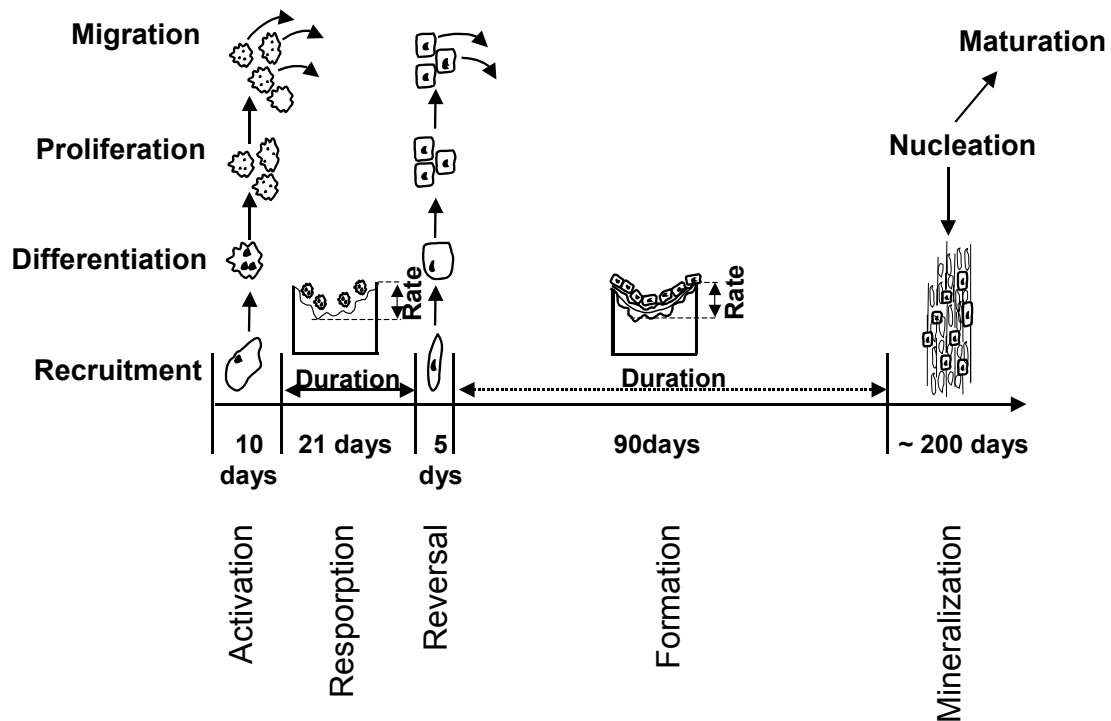 Migration
Maturation
Proliferation
Nucleation
Differentiation
Rate
Rate
Recruitment
Duration
Duration
10
days
21 days
5
dys
90days
~ 200 days
Activation
Resporption
Reversal
Formation
Mineralization